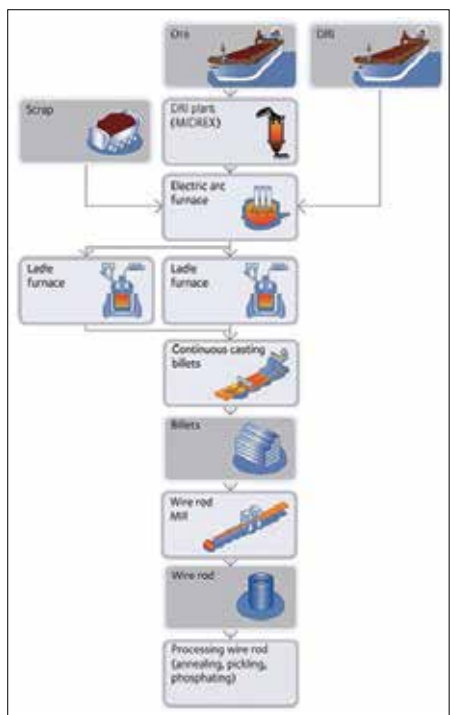 Ore
DRI
Scrap
DRI plant
(MIDREX)
Electric arc
furnace
Ladle
furnace
Ladle
furnace
Continuous casting
billets
Billets
Wire rod
Mill
Wire rod
Processing wire rod
(annealing, pickling,
phosphating)